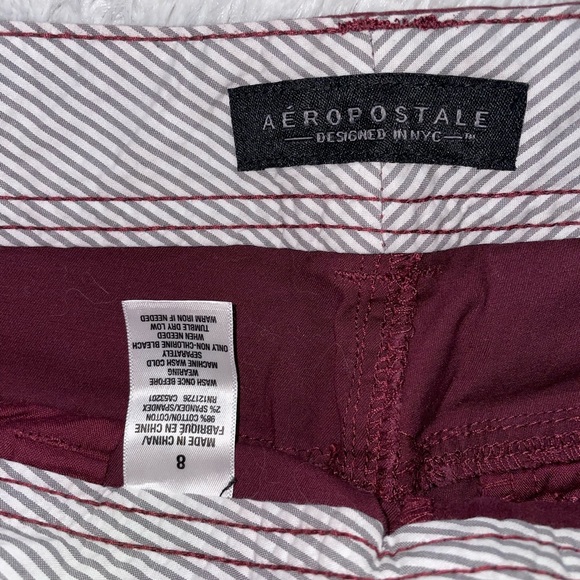 AÉROPOSTALE
DESIGNED IN NYC ™
8
MADE IN CHINA/
FABRIQUÉ EN CHINE
98% COTTON/COTON
2% SPANDEX/SPANDEX
RN121726 CA53201
WASH ONCE BEFORE
WEARING
MACHINE WASH COLD
SEPARATELY
ONLY NON-CHLORINE BLEACH
WHEN NEEDED
TUMBLE DRY LOW
WARM IRON IF NEEDED